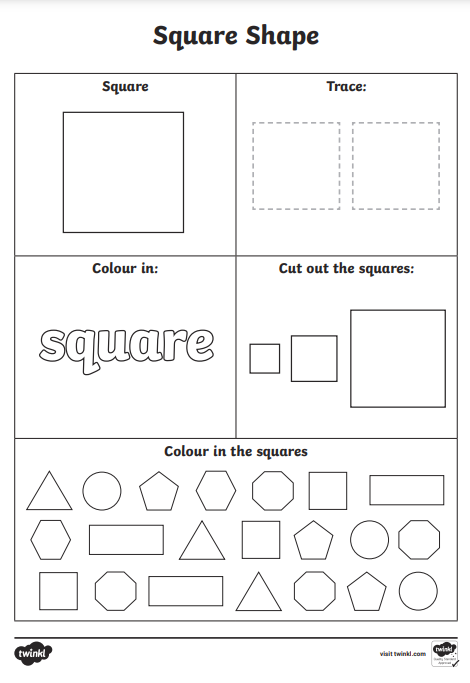 Square Shape
Square
Trace:
Colour in:
Cut out the squares:
square
Colour in the squares
twinkl
visit twinkl.com
twinkl